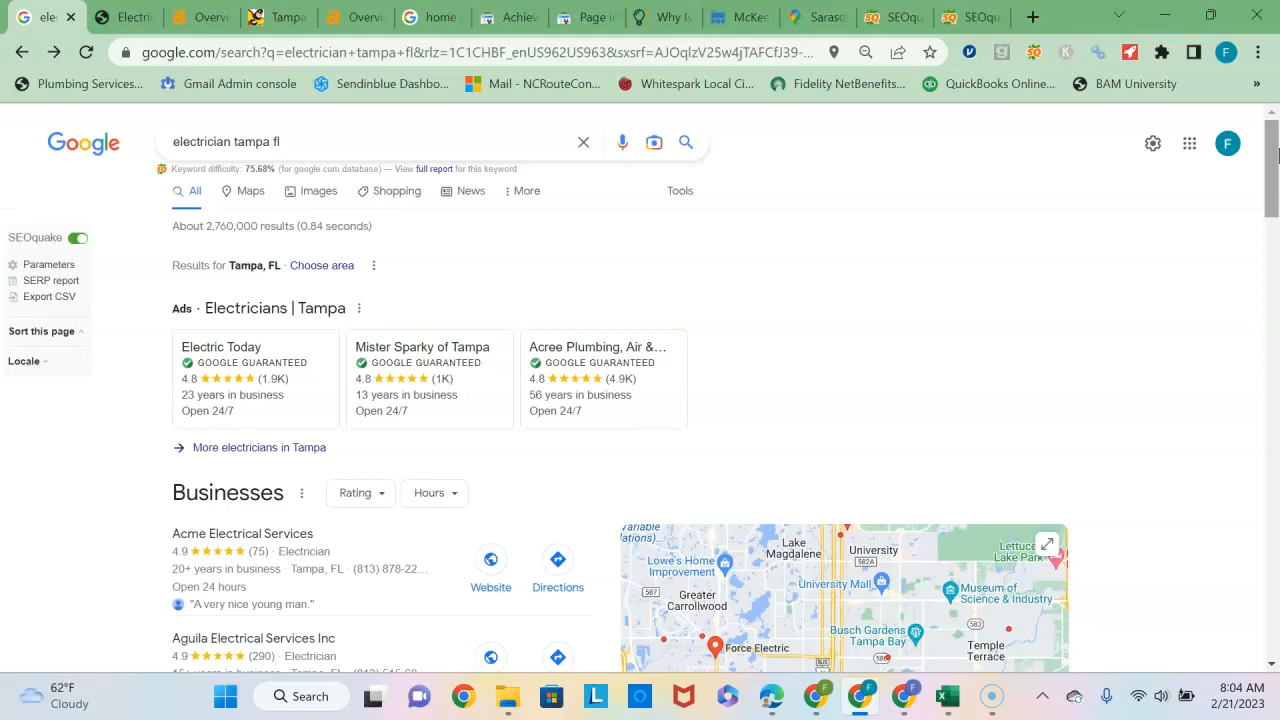 ele
Electri
Overvi
Tampa
Overvi
home
Achiev
Page i
Why Is
McKee
Saraso
SEOqu
SEOqu
google.com/search?q=electrician+tampa+fl&rlz=1C1CHBF_enUS962US963&sxsrf=AJOqlzV25w4jTAFCfJ39-...
Plumbing Services...
Gmail Admin console
Sendinblue Dashbo...
Mail - NCRouteCon...
Whitespark Local Ci...
Fidelity NetBenefits...
QuickBooks Online...
BAM University
»
Google
electrician tampa fl
F
Keyword difficulty: 75.68% (for google.com database) — View full report for this keyword
All
Maps
Images
Shopping
News
More
Tools
About 2,760,000 results (0.84 seconds)
SEOquake
Parameters
SERP report
Export CSV
Sort this page
Locale
Results for Tampa, FL · Choose area
Ads · Electricians | Tampa
Electric Today
GOOGLE GUARANTEED
4.8 (1.9K)
23 years in business
Open 24/7
Mister Sparky of Tampa
GOOGLE GUARANTEED
4.8 (1K)
13 years in business
Open 24/7
Acree Plumbing, Air &...
GOOGLE GUARANTEED
4.8 (4.9K)
56 years in business
Open 24/7
More electricians in Tampa
Businesses
Rating
Hours
Acme Electrical Services
4.9 (75) · Electrician
20+ years in business · Tampa, FL · (813) 878-22...
Open 24 hours
"A very nice young man."
Website
Directions
Aguila Electrical Services Inc
4.9 (290) · Electrician
Variable
lations)
Lake
Magdalene
University
582A
Lettuce
Lake Park
Lowe's Home
Improvement
587
Greater
Carrollwood
University Mall
Museum of
Science & Industry
Busch Gardens
Tampa Bay
583
Force Electric
Temple
Terrace
BUS
580
62°F
Cloudy
Search
8:04 AM
2/21/2023